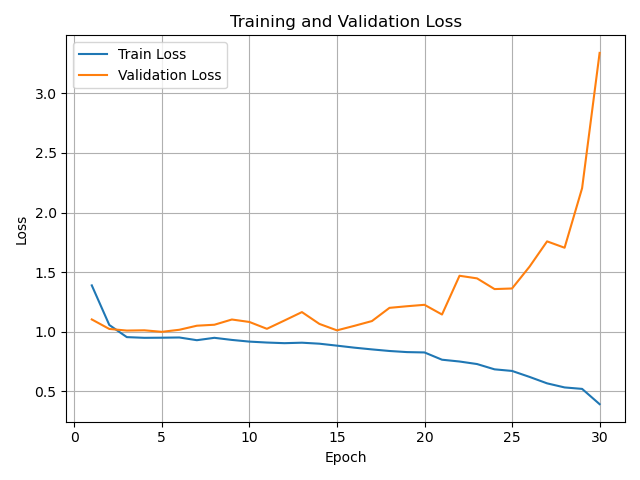 Training and Validation Loss
Train Loss
Validation Loss
3.0
2.5
2.0
1.5
1.0
0.5
Loss
0 5 10 15 20 25 30
Epoch